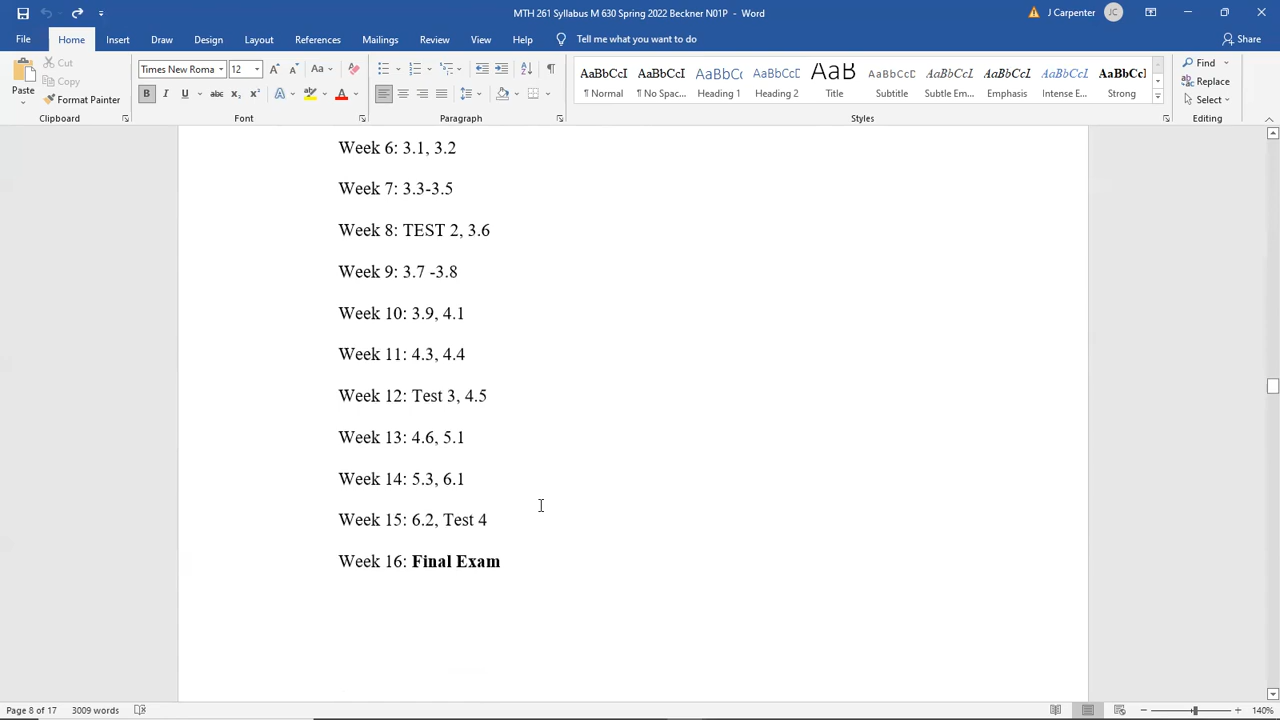 MTH 261 Syllabus M 630 Spring 2022 Beckner N01P - Word
J Carpenter JC
File Home Insert Draw Design Layout References Mailings Review View Help Tell me what you want to do Share
Paste
Cut
Copy
Format Painter
Clipboard
Times New Roma 12
Font
Paragraph
AaBbCcI AaBbCcI AaBbC AaBbCcD AaB AaBbCcD AaBbCcI AaBbCcI AaBbCcI AaBbCcI
¶ Normal ¶ No Spac... Heading 1 Heading 2 Title Subtitle Subtle Em... Emphasis Intense E... Strong
Styles
Find
Replace
Select
Editing
Week 6: 3.1, 3.2
Week 7: 3.3-3.5
Week 8: TEST 2, 3.6
Week 9: 3.7 -3.8
Week 10: 3.9, 4.1
Week 11: 4.3, 4.4
Week 12: Test 3, 4.5
Week 13: 4.6, 5.1
Week 14: 5.3, 6.1
Week 15: 6.2, Test 4
Week 16: Final Exam
Page 8 of 17 3009 words 140%